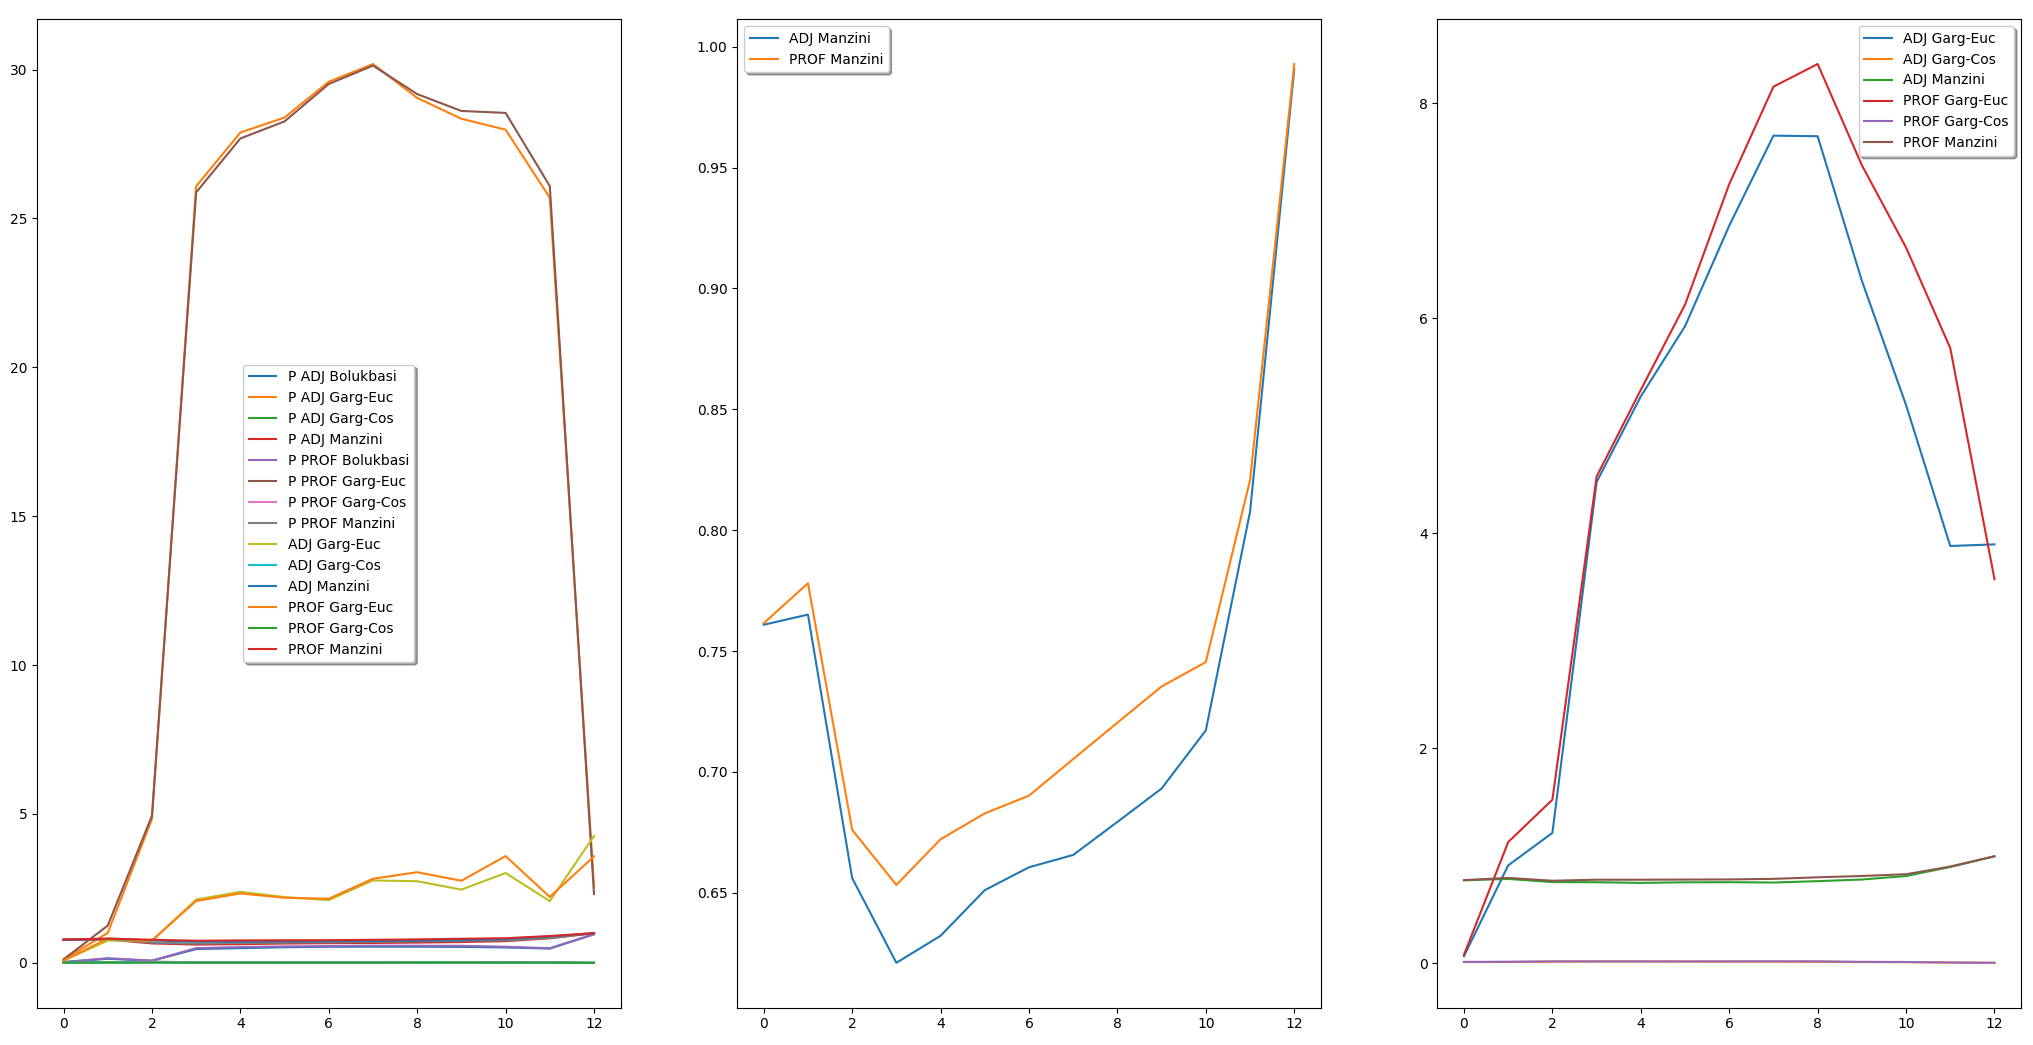 30
25
20
15
10
5
0
0 2 4 6 8 10 12
P ADJ Bolukbasi
P ADJ Garg-Euc
P ADJ Garg-Cos
P ADJ Manzini
P PROF Bolukbasi
P PROF Garg-Euc
P PROF Garg-Cos
P PROF Manzini
ADJ Garg-Euc
ADJ Garg-Cos
ADJ Manzini
PROF Garg-Euc
PROF Garg-Cos
PROF Manzini
1.00
0.95
0.90
0.85
0.80
0.75
0.70
0.65
0 2 4 6 8 10 12
ADJ Manzini
PROF Manzini
8
6
4
2
0
0 2 4 6 8 10 12
ADJ Garg-Euc
ADJ Garg-Cos
ADJ Manzini
PROF Garg-Euc
PROF Garg-Cos
PROF Manzini